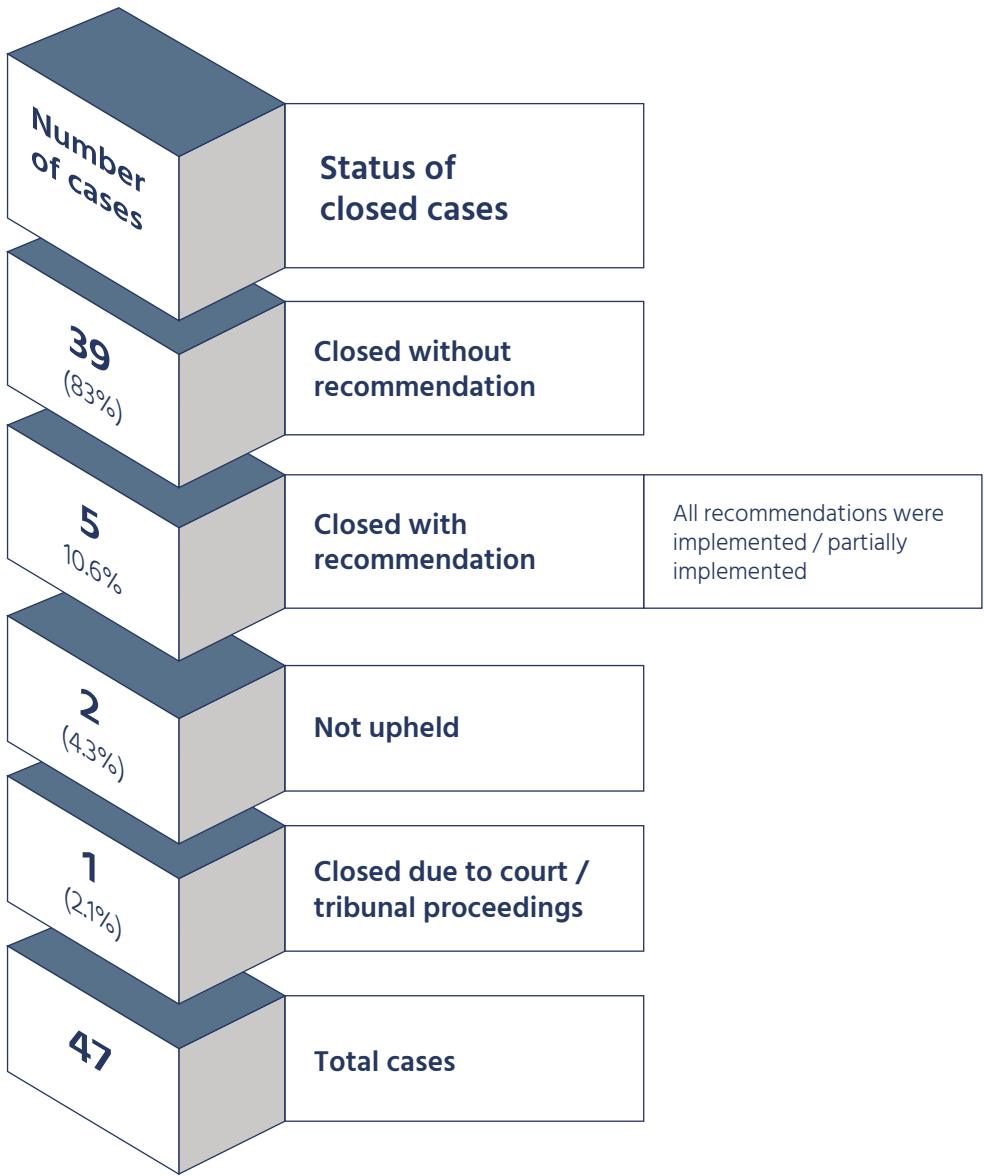 Number
of cases
Status of
closed cases
39
(83%)
Closed without
recommendation
5
10.6%
Closed with
recommendation
All recommendations were
implemented / partially
implemented
2
(4.3%)
Not upheld
1
(2.1%)
Closed due to court /
tribunal proceedings
47
Total cases